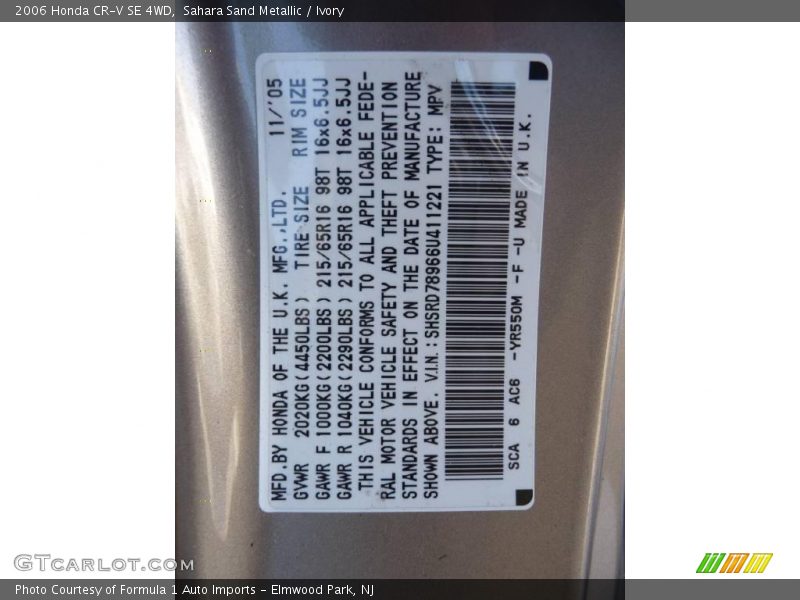 2006 Honda CR-V SE 4WD, Sahara Sand Metallic / Ivory
MFD.BY HONDA OF THE U.K. MFG.,LTD. 11/'05
GVWR 2020KG(4450LBS) TIRE SIZE RIM SIZE
GAWR F 1000KG(2200LBS) 215/65R16 98T 16x6.5JJ
GAWR R 1040KG(2290LBS) 215/65R16 98T 16x6.5JJ
THIS VEHICLE CONFORMS TO ALL APPLICABLE FEDE-
RAL MOTOR VEHICLE SAFETY AND THEFT PREVENTION
STANDARDS IN EFFECT ON THE DATE OF MANUFACTURE
SHOWN ABOVE. V.I.N.: SHSRD78966U411221 TYPE: MPV
SCA 6 AC6 -YR550M -F -U MADE IN U.K.
GTcarlot.com
Photo Courtesy of Formula 1 Auto Imports - Elmwood Park, NJ